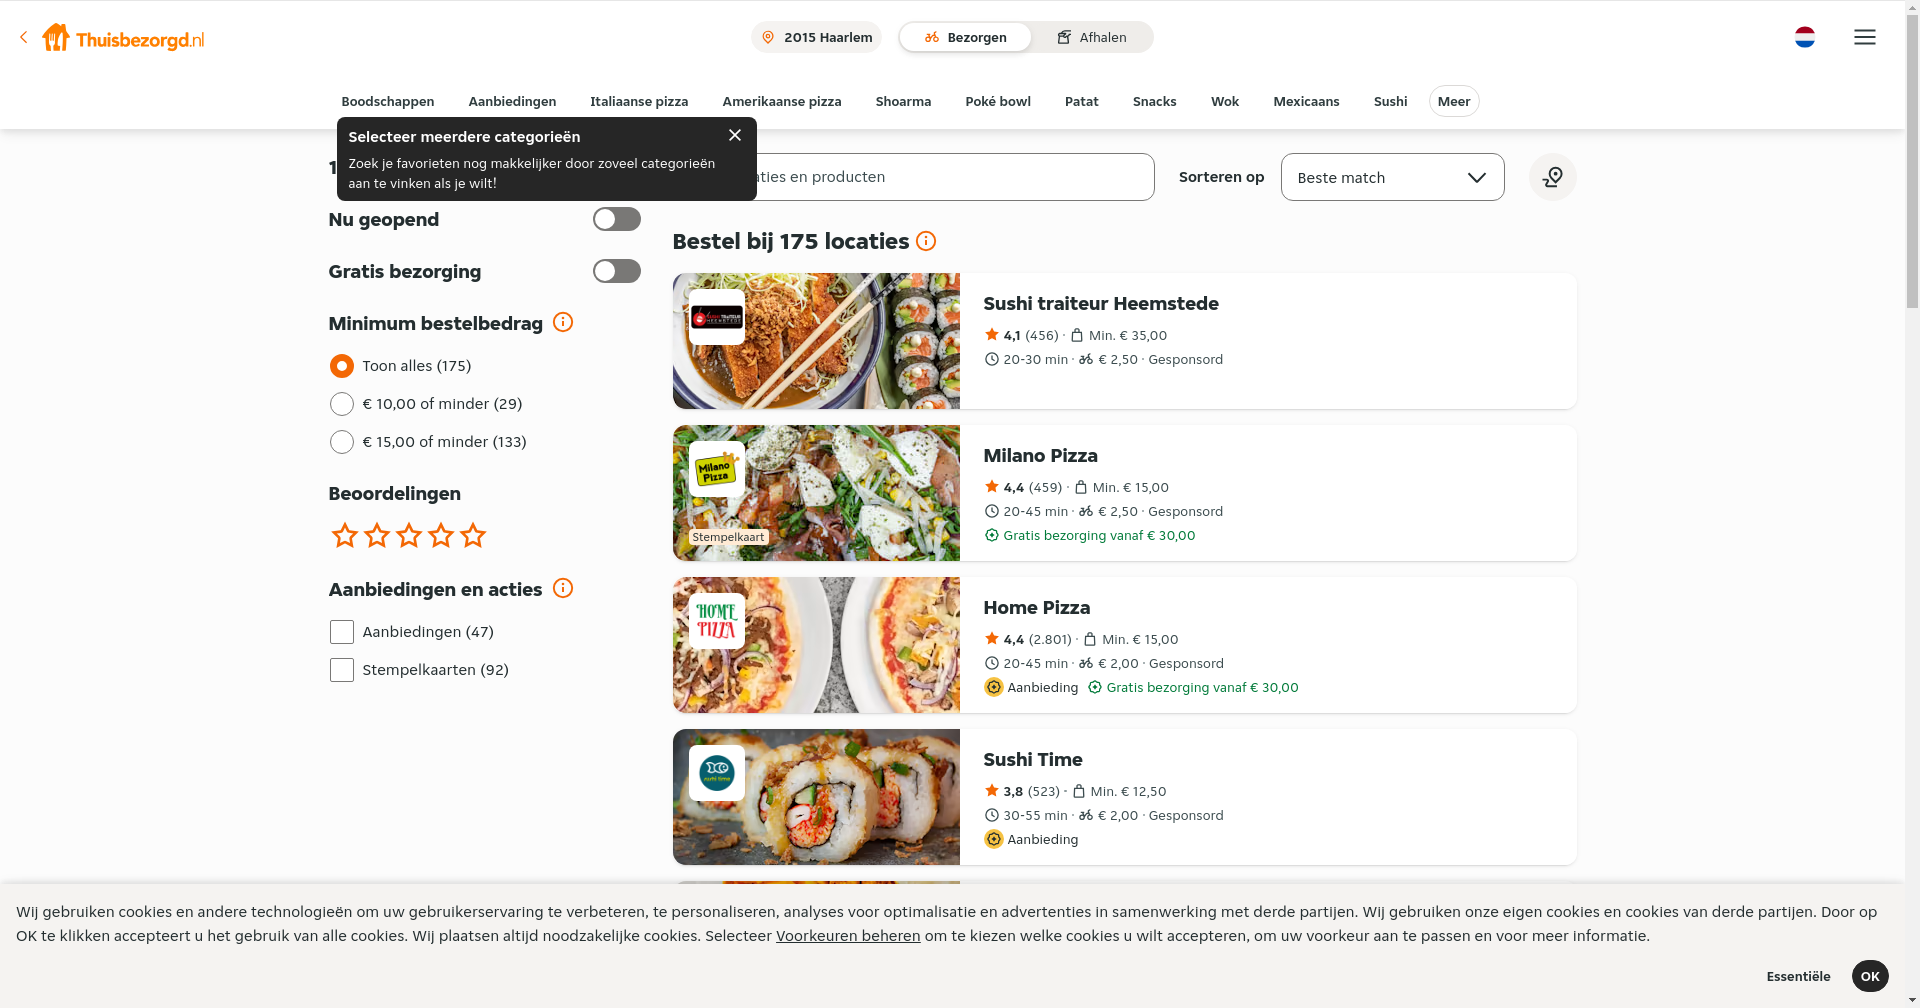 Thuisbezorgd.nl
2015 Haarlem
Bezorgen
Afhalen
Boodschappen
Aanbiedingen
Italiaanse pizza
Amerikaanse pizza
Shoarma
Poké bowl
Patat
Snacks
Wok
Mexicaans
Sushi
Meer
Selecteer meerdere categorieën
Zoek je favorieten nog makkelijker door zoveel categorieën
aan te vinken als je wilt!
en producten
Sorteren op
Beste match
Nu geopend
Gratis bezorging
Minimum bestelbedrag
Toon alles (175)
€ 10,00 of minder (29)
€ 15,00 of minder (133)
Beoordelingen
Aanbiedingen en acties
Aanbiedingen (47)
Stempelkaarten (92)
Bestel bij 175 locaties
Sushi traiteur Heemstede
4,1 (456) · Min. € 35,00
20-30 min · € 2,50 · Gesponsord
Milano Pizza
Stempelkaart
Milano Pizza
4,4 (459) · Min. € 15,00
20-45 min · € 2,50 · Gesponsord
Gratis bezorging vanaf € 30,00
HOME
PIZZA
Home Pizza
4,4 (2.801) · Min. € 15,00
20-45 min · € 2,00 · Gesponsord
Aanbieding Gratis bezorging vanaf € 30,00
sushi time
Sushi Time
3,8 (523) · Min. € 12,50
30-55 min · € 2,00 · Gesponsord
Aanbieding
Wij gebruiken cookies en andere technologieën om uw gebruikerservaring te verbeteren, te personaliseren, analyses voor optimalisatie en advertenties in samenwerking met derde partijen. Wij gebruiken onze eigen cookies en cookies van derde partijen. Door op
OK te klikken accepteert u het gebruik van alle cookies. Wij plaatsen altijd noodzakelijke cookies. Selecteer Voorkeuren beheren om te kiezen welke cookies u wilt accepteren, om uw voorkeur aan te passen en voor meer informatie.
Essentiële
OK